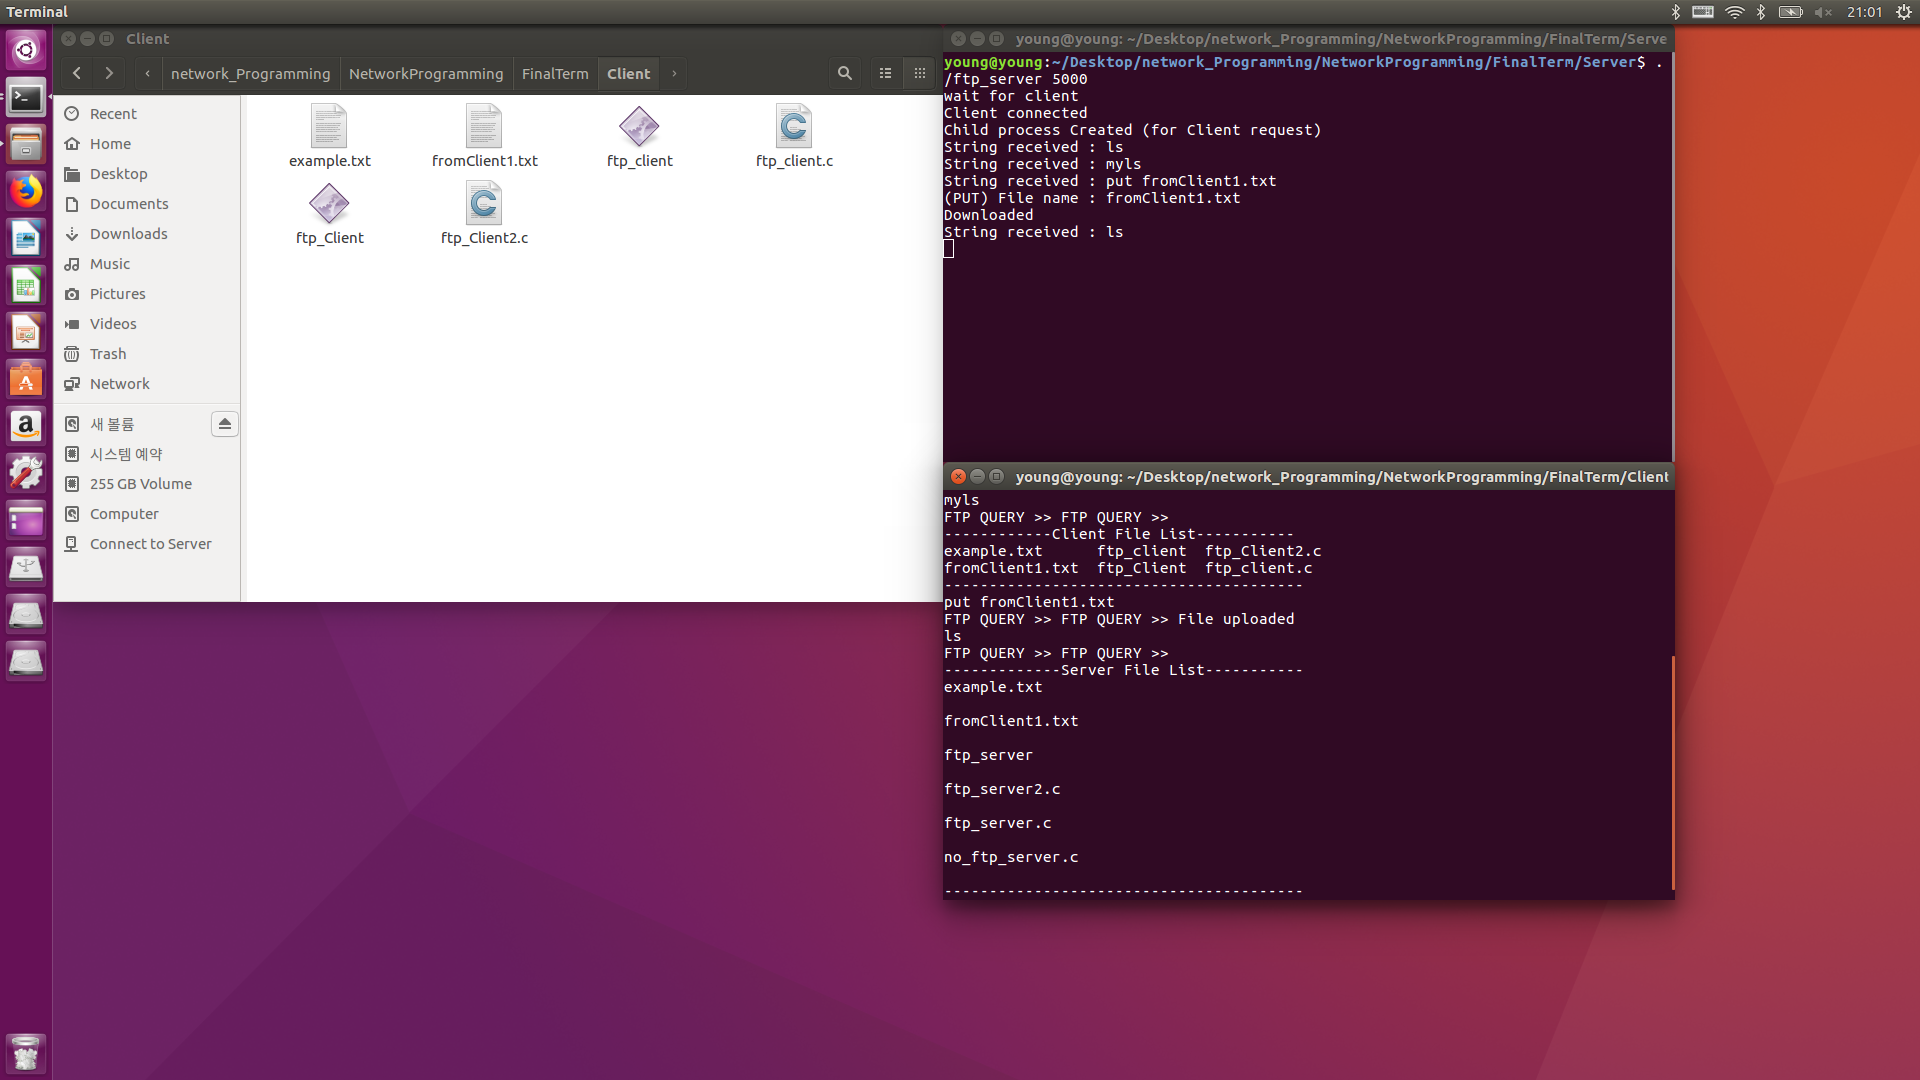 Terminal
21:01
Client
network_Programming
NetworkProgramming
FinalTerm
Client
Recent
Home
Desktop
Documents
Downloads
Music
Pictures
Videos
Trash
Network
새 볼륨
시스템 예약
255 GB Volume
Computer
Connect to Server
example.txt
fromClient1.txt
ftp_client
ftp_client.c
ftp_Client
ftp_Client2.c
young@young: ~/Desktop/network_Programming/NetworkProgramming/FinalTerm/Serve
young@young:~/Desktop/network_Programming/NetworkProgramming/FinalTerm/Server$ .
/ftp_server 5000
wait for client
Client connected
Child process Created (for Client request)
String received : ls
String received : myls
String received : put fromClient1.txt
(PUT) File name : fromClient1.txt
Downloaded
String received : ls
young@young: ~/Desktop/network_Programming/NetworkProgramming/FinalTerm/Client
myls
FTP QUERY >> FTP QUERY >>
------------Client File List-----------
example.txt      ftp_client  ftp_Client2.c
fromClient1.txt  ftp_Client  ftp_client.c
----------------------------------------
put fromClient1.txt
FTP QUERY >> FTP QUERY >> File uploaded
ls
FTP QUERY >> FTP QUERY >>
-------------Server File List-----------
example.txt
fromClient1.txt
ftp_server
ftp_server2.c
ftp_server.c
no_ftp_server.c
----------------------------------------